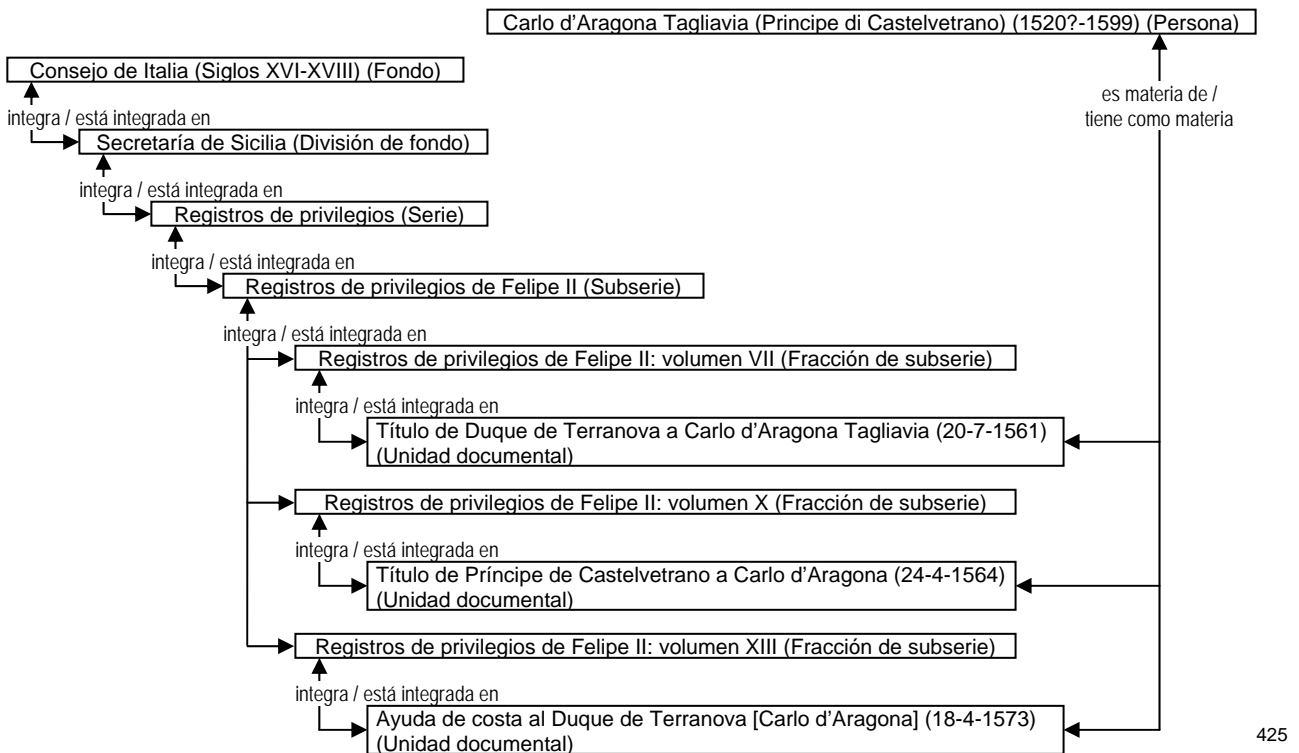 Carlo d’Aragona Tagliavia (Principe di Castelvetrano) (1520?-1599) (Persona)
Consejo de Italia (Siglos XVI-XVIII) (Fondo)
es materia de /
tiene como materia
integra / está integrada en
Secretaría de Sicilia (División de fondo)
integra / está integrada en
Registros de privilegios (Serie)
integra / está integrada en
Registros de privilegios de Felipe II (Subserie)
integra / está integrada en
Registros de privilegios de Felipe II: volumen VII (Fracción de subserie)
integra / está integrada en
Título de Duque de Terranova a Carlo d’Aragona Tagliavia (20-7-1561)
(Unidad documental)
Registros de privilegios de Felipe II: volumen X (Fracción de subserie)
integra / está integrada en
Título de Príncipe de Castelvetrano a Carlo d’Aragona (24-4-1564)
(Unidad documental)
Registros de privilegios de Felipe II: volumen XIII (Fracción de subserie)
integra / está integrada en
Ayuda de costa al Duque de Terranova [Carlo d’Aragona] (18-4-1573)
(Unidad documental)
425